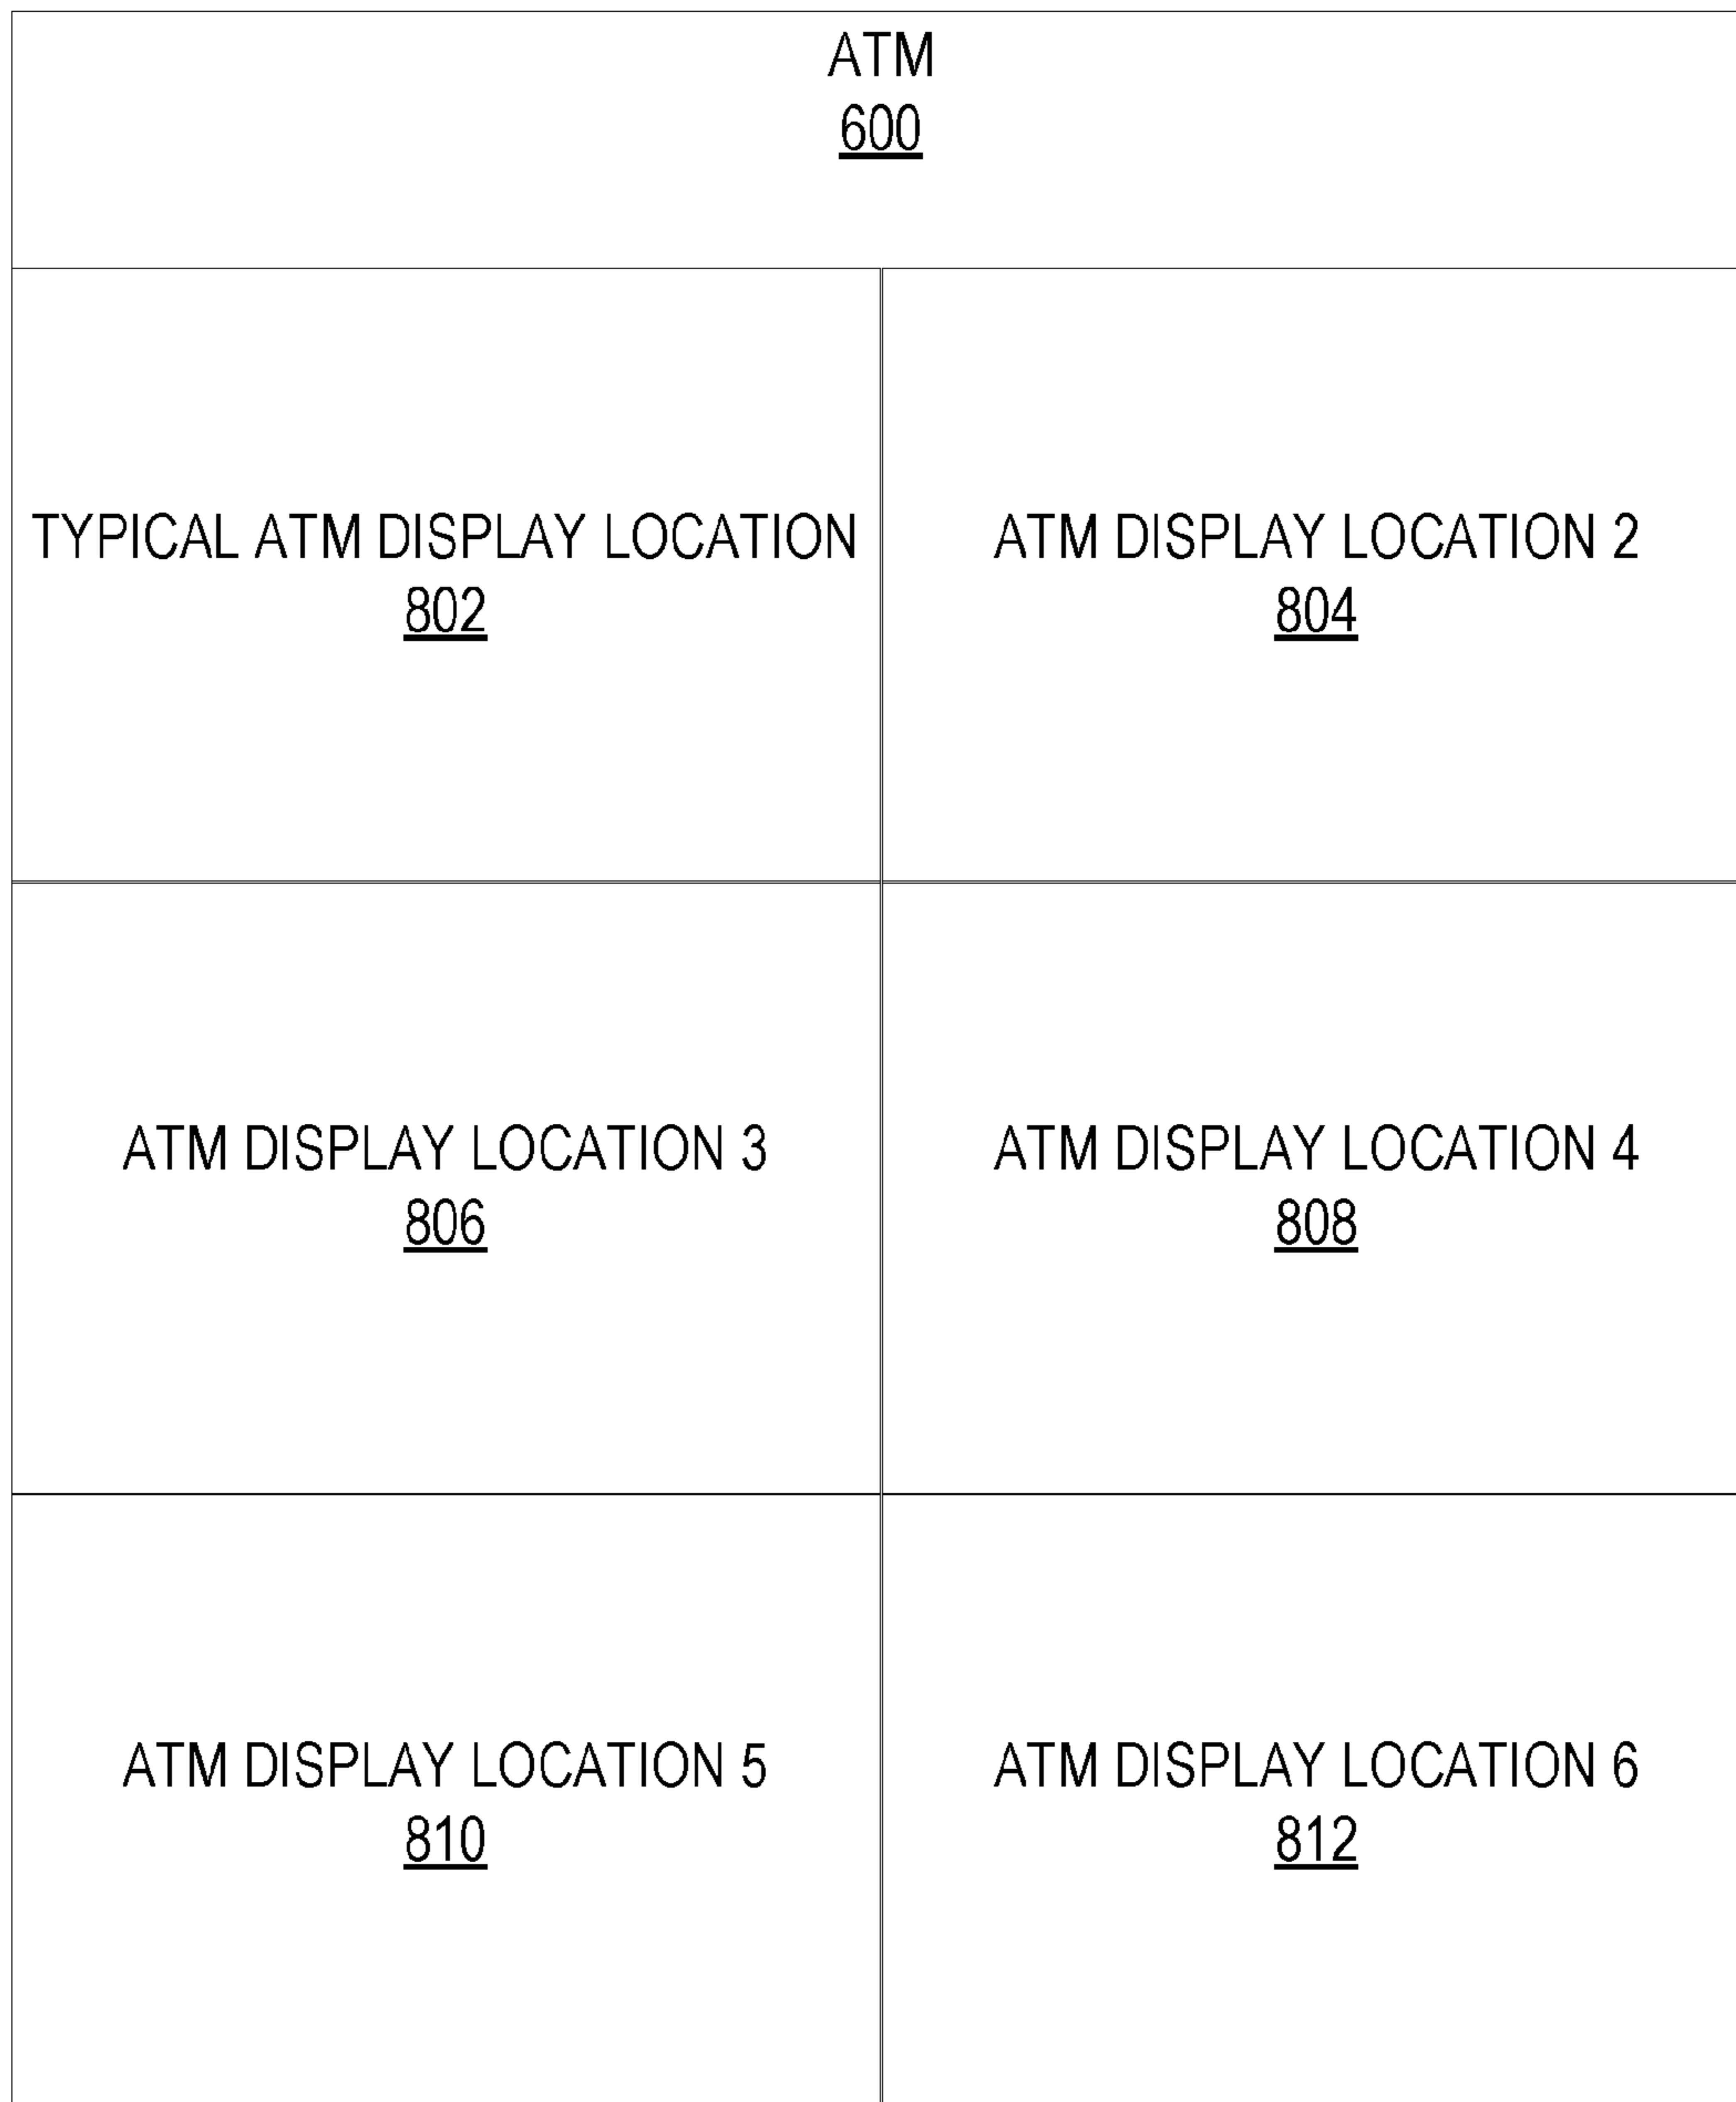 ATM
600
TYPICAL ATM DISPLAY LOCATION
802
ATM DISPLAY LOCATION 2
804
ATM DISPLAY LOCATION 3
806
ATM DISPLAY LOCATION 4
808
ATM DISPLAY LOCATION 5
810
ATM DISPLAY LOCATION 6
812